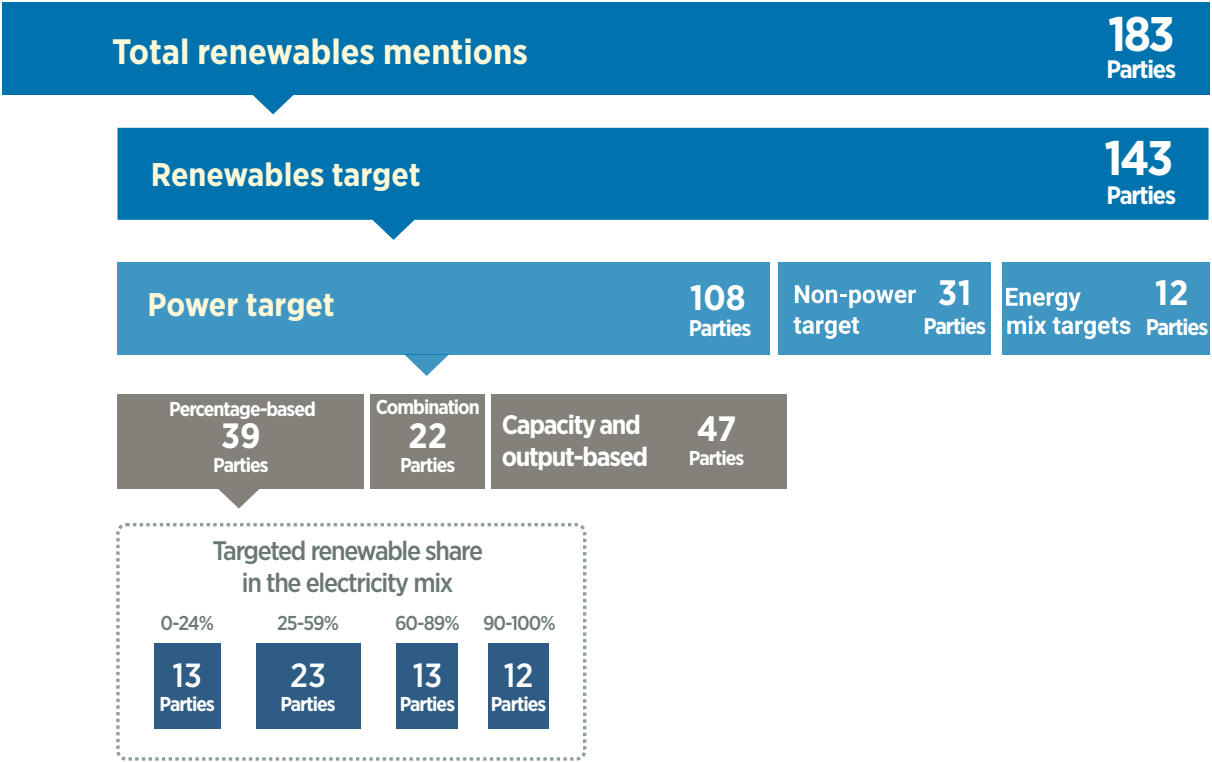 Total renewables mentions
183
Parties
Renewables target
143
Parties
Power target
108
Parties
Non-power
target
31
Parties
Energy
mix targets
12
Parties
Percentage-based
39
Parties
Combination
22
Parties
Capacity and
output-based
47
Parties
Targeted renewable share
in the electricity mix
0-24%
25-59%
60-89%
90-100%
13
Parties
23
Parties
13
Parties
12
Parties